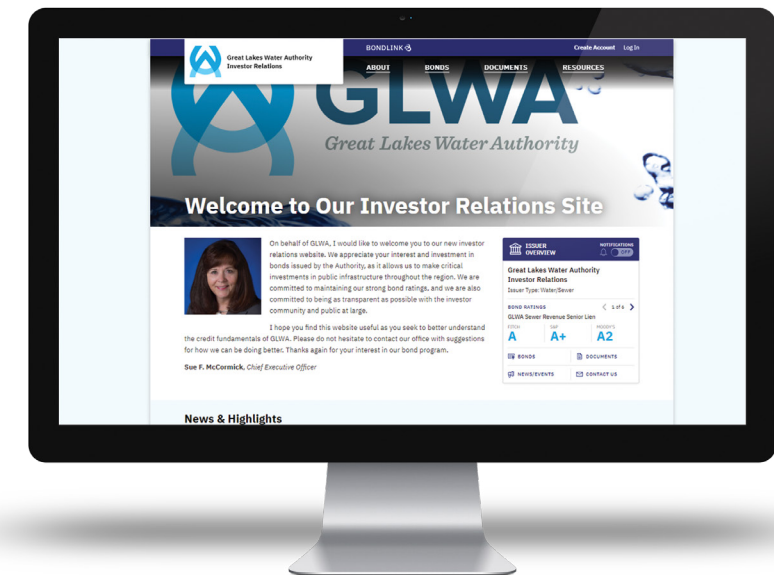 BONDLINK
Create Account Log In
Great Lakes Water Authority
Investor Relations
ABOUT BONDS DOCUMENTS RESOURCES
GLWA
Great Lakes Water Authority
Welcome to Our Investor Relations Site
On behalf of GLWA, I would like to welcome you to our new investor
relations website. We appreciate your interest and investment in
bonds issued by the Authority, as it allows us to make critical
investments in public infrastructure throughout the region. We are
committed to maintaining our strong bond ratings, and we are also
committed to being as transparent as possible with the investor
community and public at large.
I hope you find this website useful as you seek to better understand
the credit fundamentals of GLWA. Please do not hesitate to contact our office with suggestions
for how we can be doing better. Thanks again for your interest in our bond program.
Sue F. McCormick, Chief Executive Officer
ISSUER
OVERVIEW
NOTIFICATIONS
OFF
Great Lakes Water Authority
Investor Relations
Issuer Type: Water/Sewer
BOND RATINGS 1 of 6
GLWA Sewer Revenue Senior Lien
FITCH S&P MOODY'S
A A+ A2
BONDS DOCUMENTS
NEWS/EVENTS CONTACT US
News & Highlights